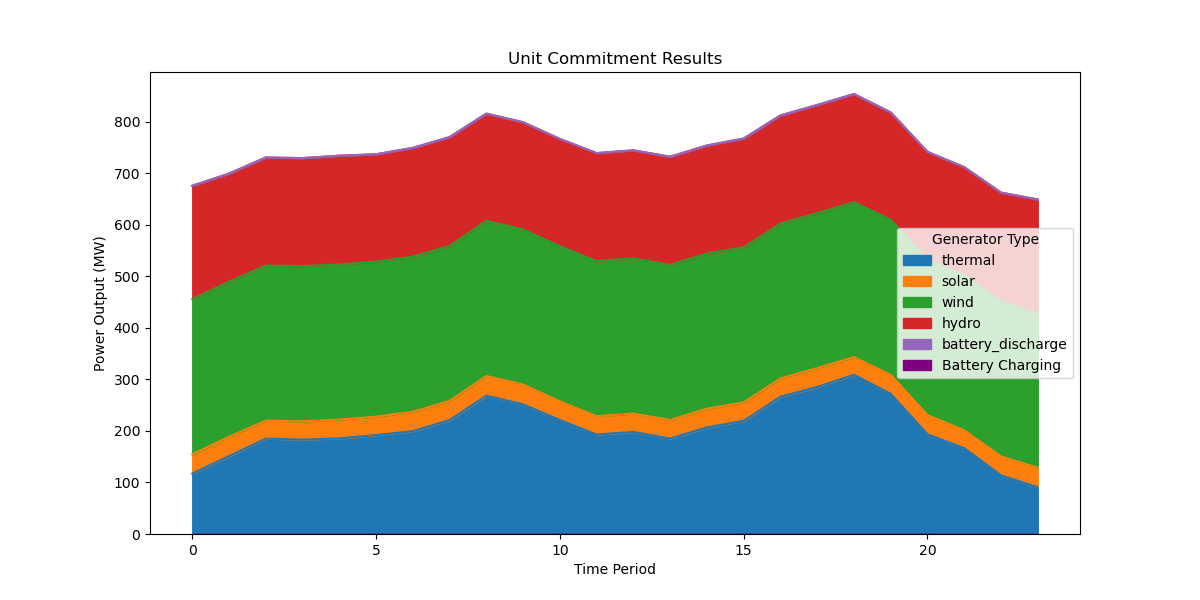 Unit Commitment Results
Power Output (MW)
800
700
600
500
400
300
200
100
0
0 5 10 15 20
Time Period
Generator Type
thermal
solar
wind
hydro
battery_discharge
Battery Charging